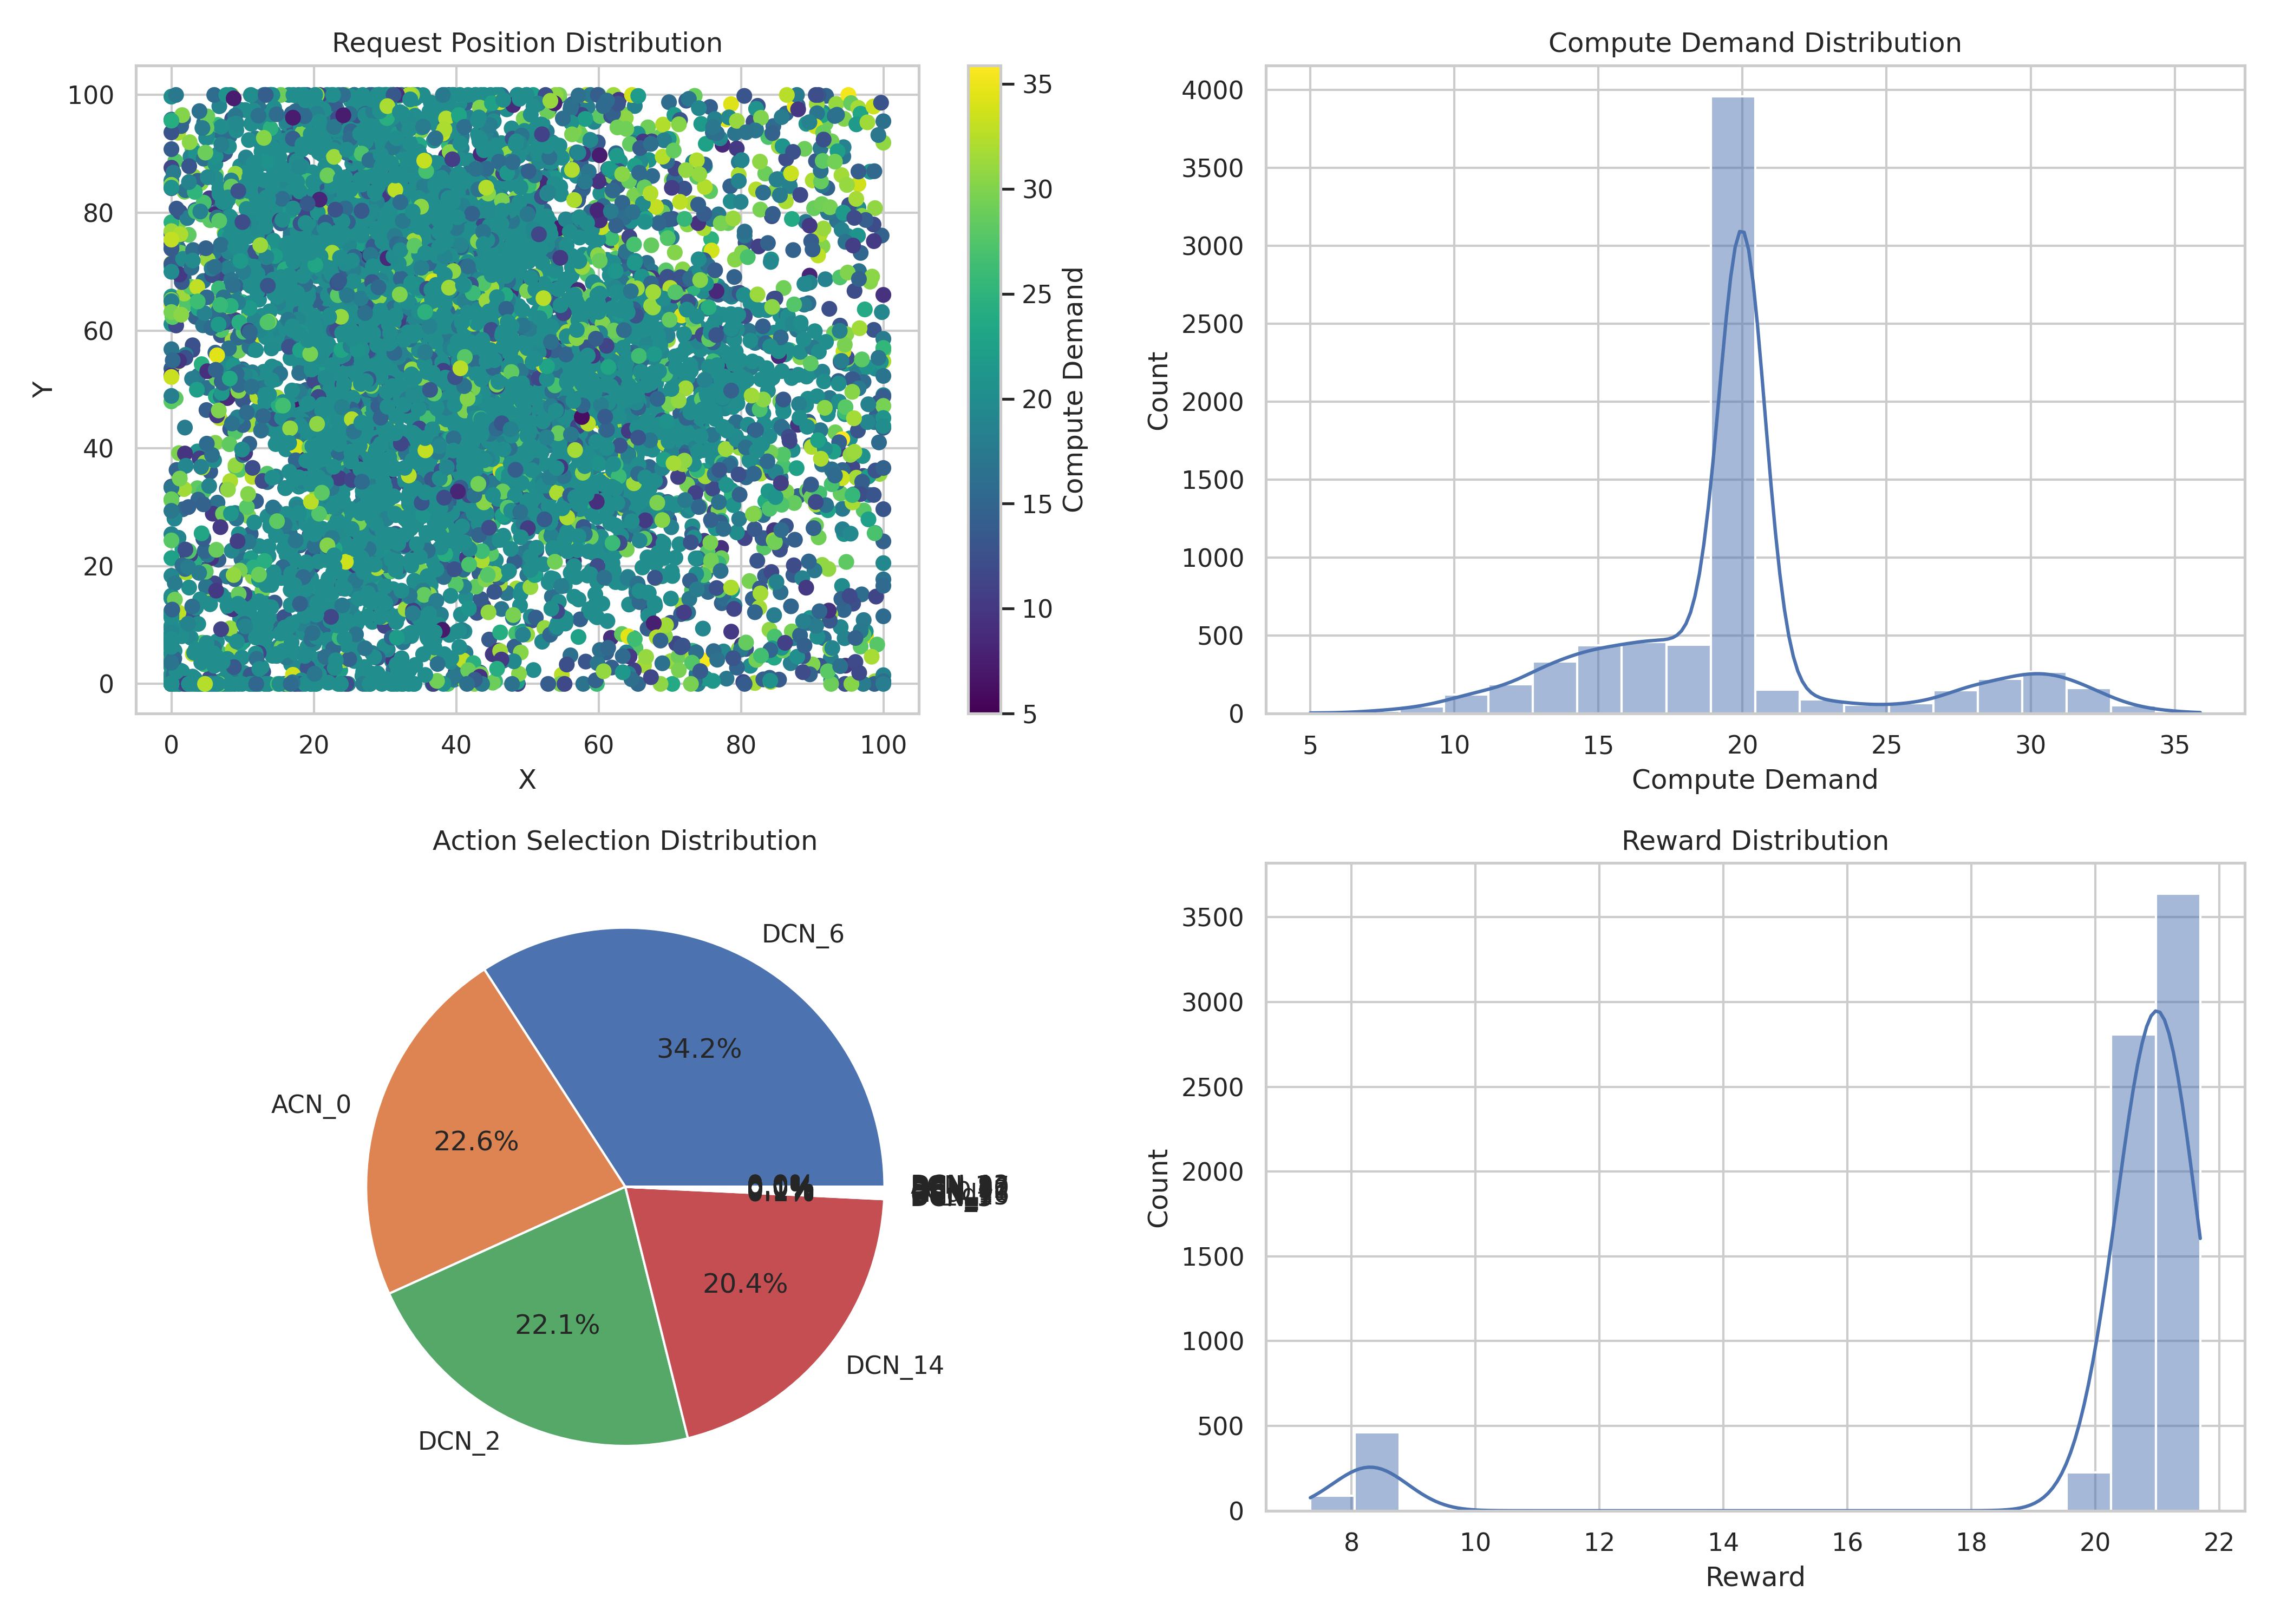 Request Position Distribution
100
80
60
40
20
0
Y
0 20 40 60 80 100
X
35
30
25
20
15
10
5
Compute Demand
Compute Demand Distribution
4000
3500
3000
2500
2000
1500
1000
500
0
Count
5 10 15 20 25 30 35
Compute Demand
Action Selection Distribution
DCN_6
34.2%
ACN_0
22.6%
DCN_2
22.1%
DCN_14
20.4%
Reward Distribution
3500
3000
2500
2000
1500
1000
500
0
Count
8 10 12 14 16 18 20 22
Reward